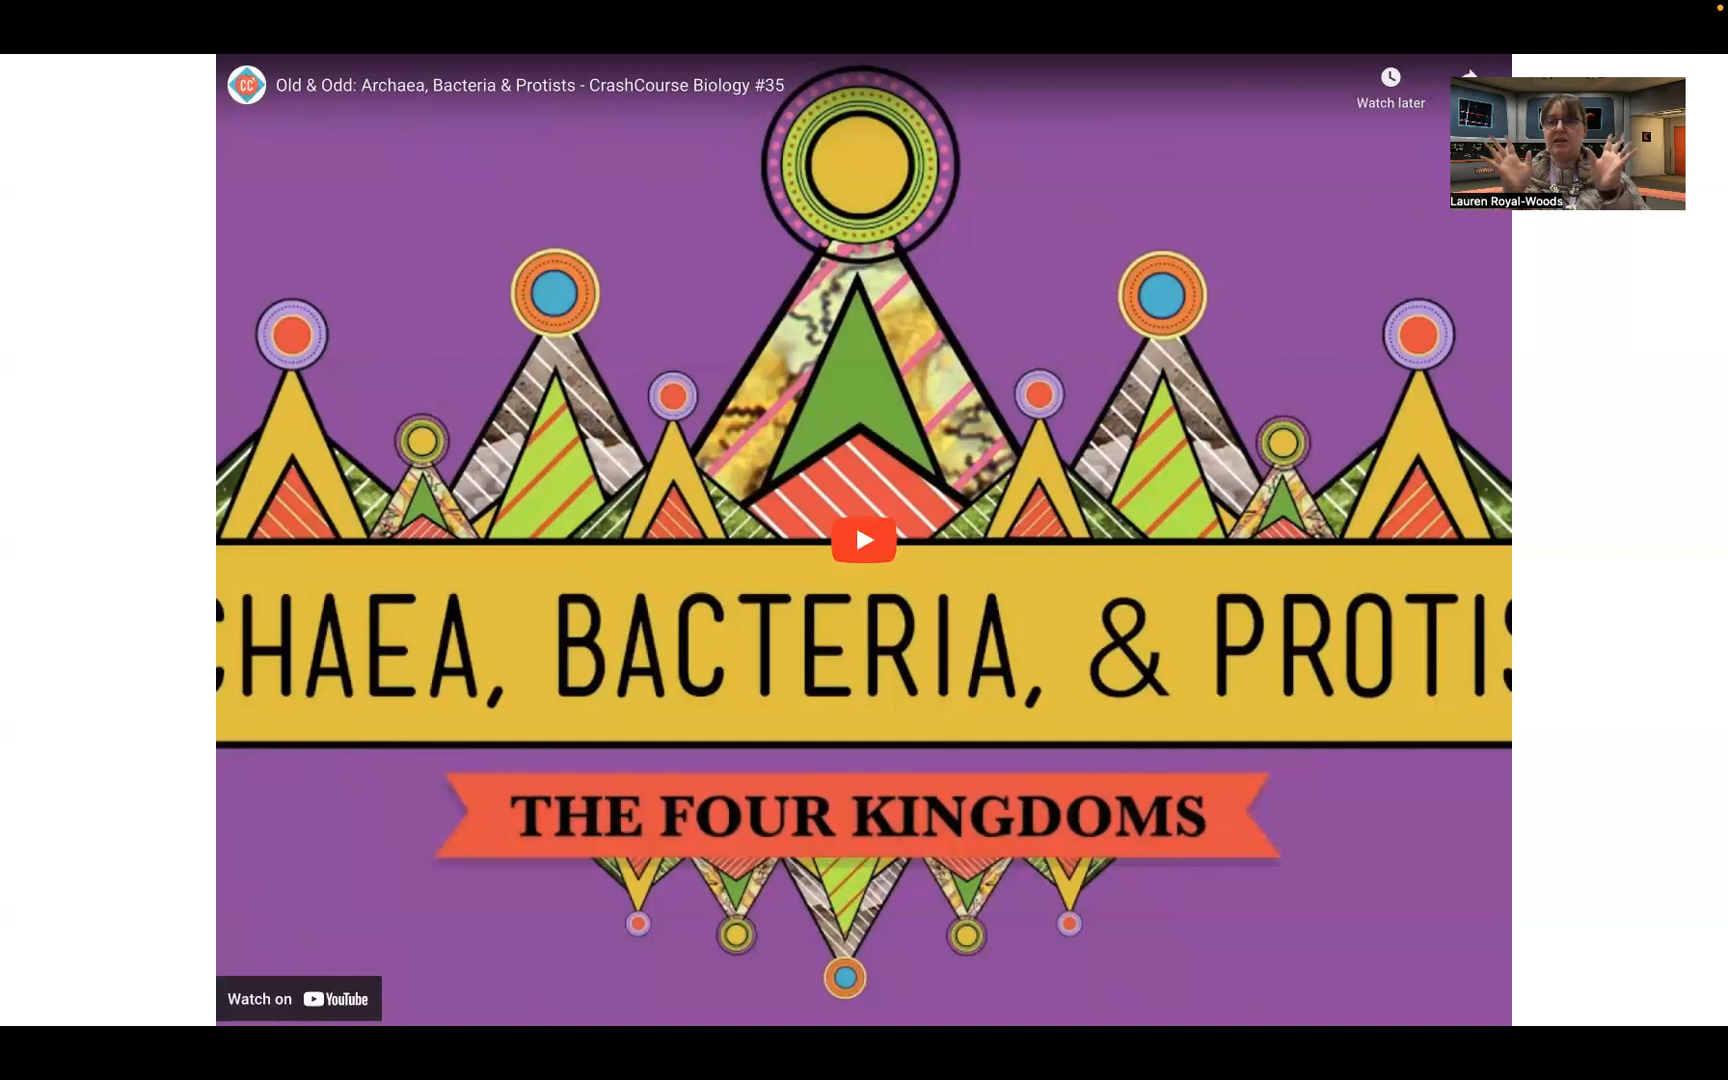 CC
Old & Odd: Archaea, Bacteria & Protists - CrashCourse Biology #35
Watch later
Lauren Royal-Woods
CHAEA, BACTERIA, & PROTIS
THE FOUR KINGDOMS
Watch on YouTube